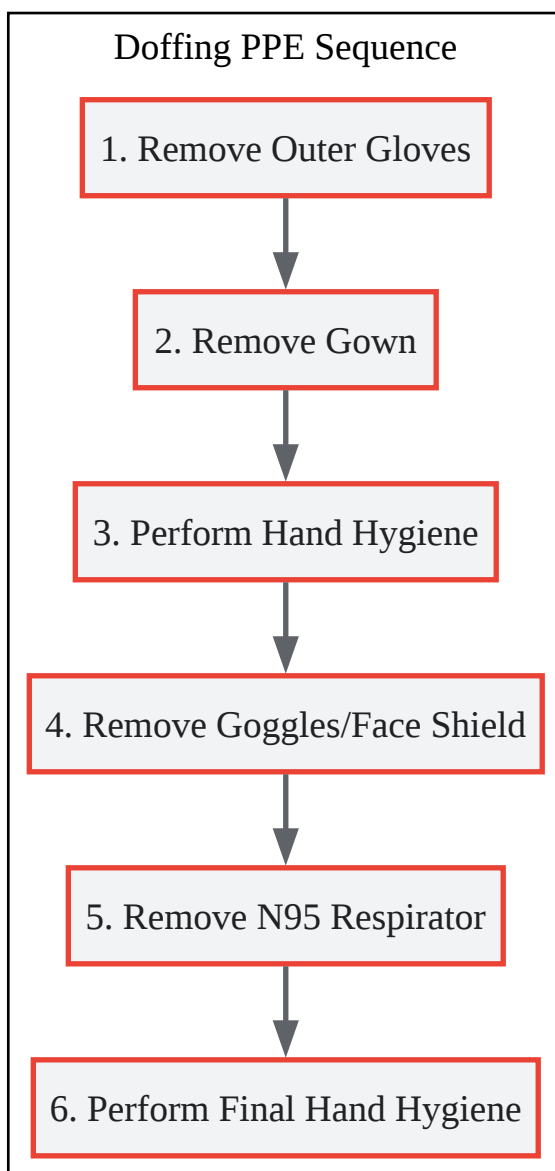 Doffing PPE Sequence
1. Remove Outer Gloves
2. Remove Gown
3. Perform Hand Hygiene
4. Remove Goggles/Face Shield
5. Remove N95 Respirator
6. Perform Final Hand Hygiene